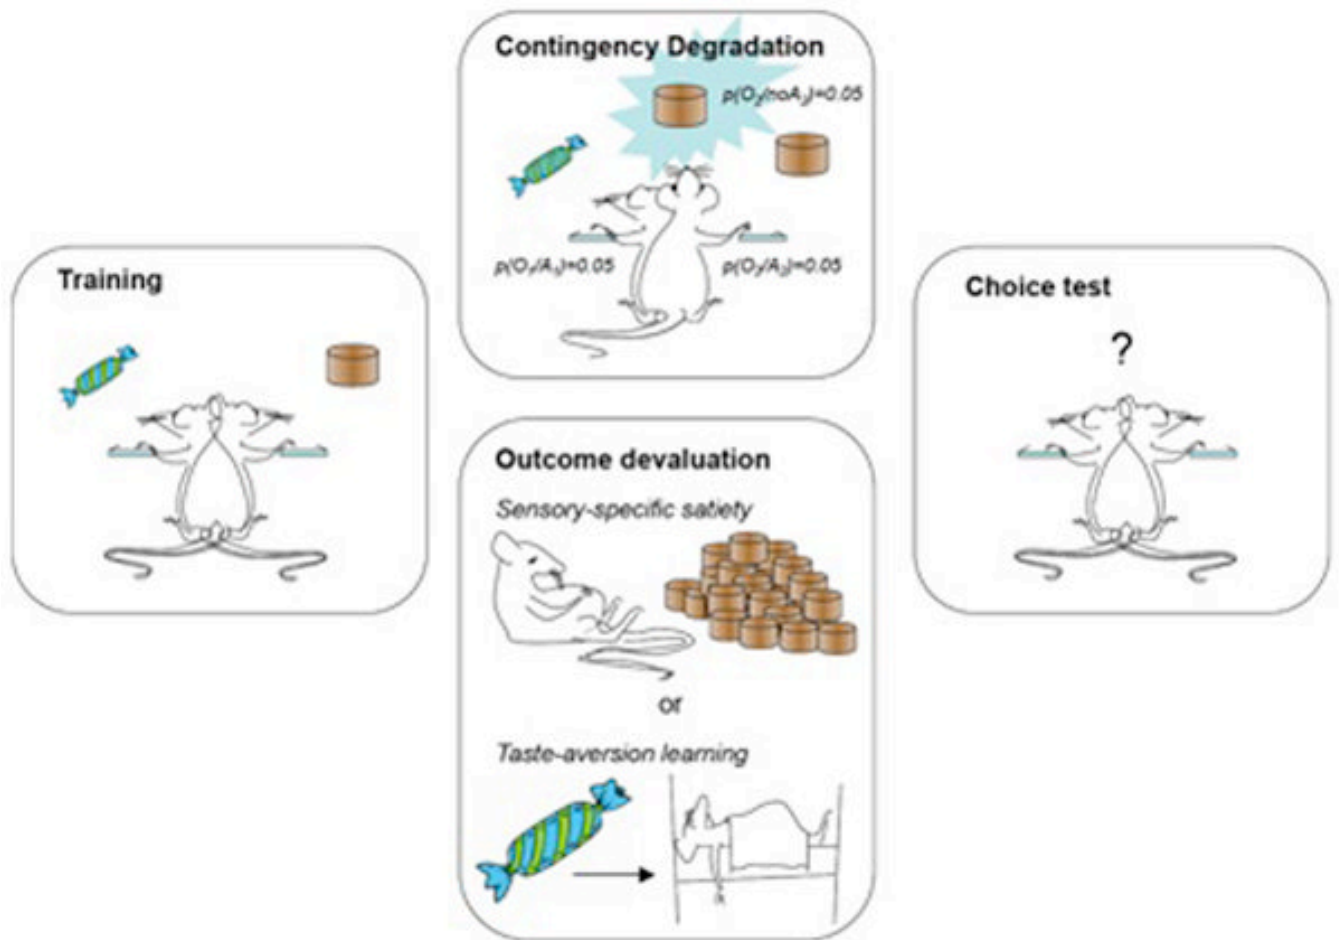 Contingency Degradation
p(O₂/noA₂)=0.05
p(O₁/A₁)=0.05
p(O₂/A₂)=0.05
Training
Choice test
?
Outcome devaluation
Sensory-specific satiety
or
Taste-aversion learning